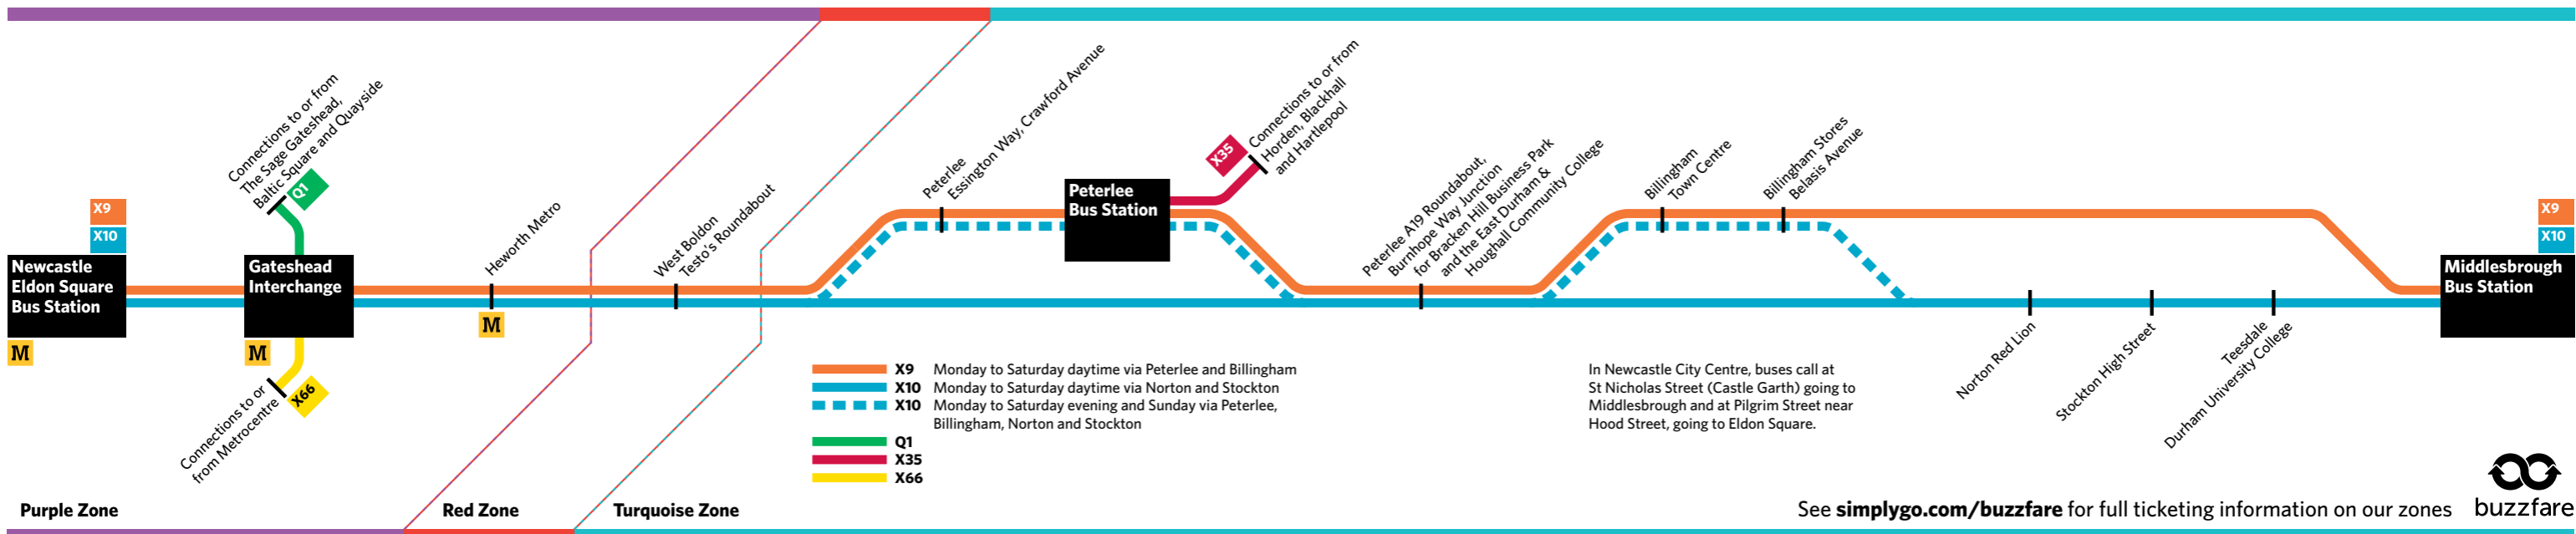 Connections to or from
The Sage Gateshead,
Baltic Square and Quayside
Q1
X9
X10
Newcastle
Eldon Square
Bus Station
M
Gateshead
Interchange
M
X66
Connections to or
from Metrocentre
Heworth Metro
M
West Boldon
Testo's Roundabout
Peterlee
Essington Way, Crawford Avenue
Peterlee
Bus Station
X35
Connections to or from
Horden, Blackhall
and Hartlepool
Peterlee A19 Roundabout,
Burnhope Way Junction
for Bracken Hill Business Park
and the East Durham &
Houghall Community College
Billingham
Town Centre
Billingham Stores
Belasis Avenue
Norton Red Lion
Stockton High Street
Teesdale
Durham University College
X9
X10
Middlesbrough
Bus Station
X9 Monday to Saturday daytime via Peterlee and Billingham
X10 Monday to Saturday daytime via Norton and Stockton
X10 Monday to Saturday evening and Sunday via Peterlee,
Billingham, Norton and Stockton
Q1
X35
X66
In Newcastle City Centre, buses call at
St Nicholas Street (Castle Garth) going to
Middlesbrough and at Pilgrim Street near
Hood Street, going to Eldon Square.
Purple Zone
Red Zone
Turquoise Zone
See simplygo.com/buzzfare for full ticketing information on our zones
buzzfare